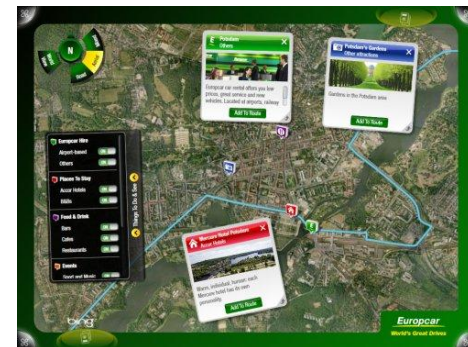 N
Potsdam
Others
Europcar car rental offers you low
prices, great service and new
vehicles. Located at airports, railway
Add To Route
Potsdam's Gardens
Other attractions
Gardens in the Potsdam area
Add To Route
Europcar Hire
Airport-based
Others
Places To Stay
Accor Hotels
B&Bs
Food & Drink
Bars
Cafes
Restaurants
Events
Sport and Music
Things To Do & See
Mercure Hotel Potsdam
Accor Hotels
Warm, individual, human, each
Mercure hotel has its own
personality.
Add To Route
bing
Europcar
World's Great Drives